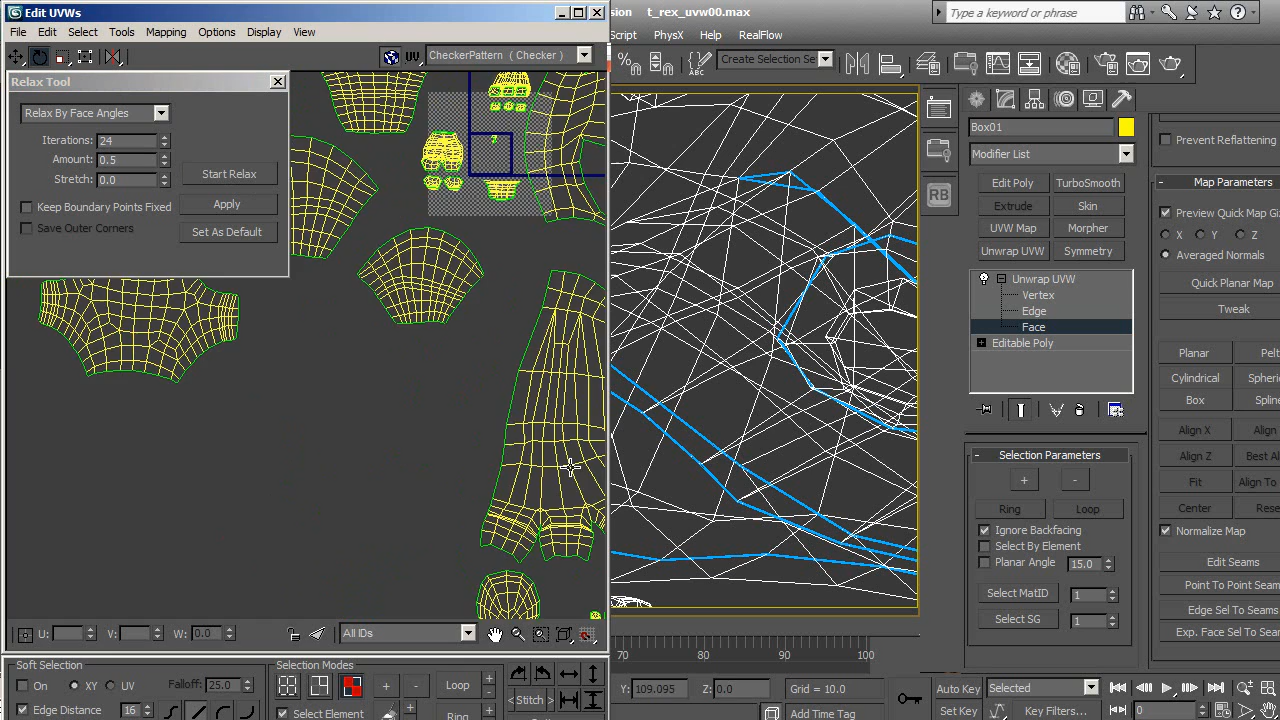 Edit UVWs
sion t_rex_uvw00.max
Type a keyword or phrase
File Edit Select Tools Mapping Options Display View
Script PhysX Help RealFlow
UV CheckerPattern ( Checker )
ABC Create Selection Se
Relax Tool
Relax By Face Angles
Iterations: 24
Amount: 0.5
Stretch: 0.0
Start Relax
Apply
Set As Default
Keep Boundary Points Fixed
Save Outer Corners
RB
Box01
Modifier List
Edit Poly TurboSmooth
Extrude Skin
UVW Map Morpher
Unwrap UVW Symmetry
Unwrap UVW
Vertex
Edge
Face
Editable Poly
Prevent Reflattening
- Map Parameters
Preview Quick Map Gi
X Y Z
Averaged Normals
Quick Planar Map
Tweak
Planar Pelt
Cylindrical Spheri
Box Spline
Align X Align
Align Z Best Al
Fit Align To
Center Rese
Normalize Map
Edit Seams
Point To Point Seam
Edge Sel To Seams
Exp. Face Sel To Seam
- Selection Parameters
+ -
Ring Loop
Ignore Backfacing
Select By Element
Planar Angle 15.0
Select MatID 1
Select SG 1
U: V: W: 0.0 All IDs
70 80 90 100
Soft Selection
On XY UV Falloff: 25.0
Edge Distance 16
Selection Modes
+ - Loop + -
Select Element + Ring
Stitch
Y: 109.095 Z: 0.0 Grid = 10.0
Add Time Tag
Auto Key Selected
Set Key Key Filters... 0